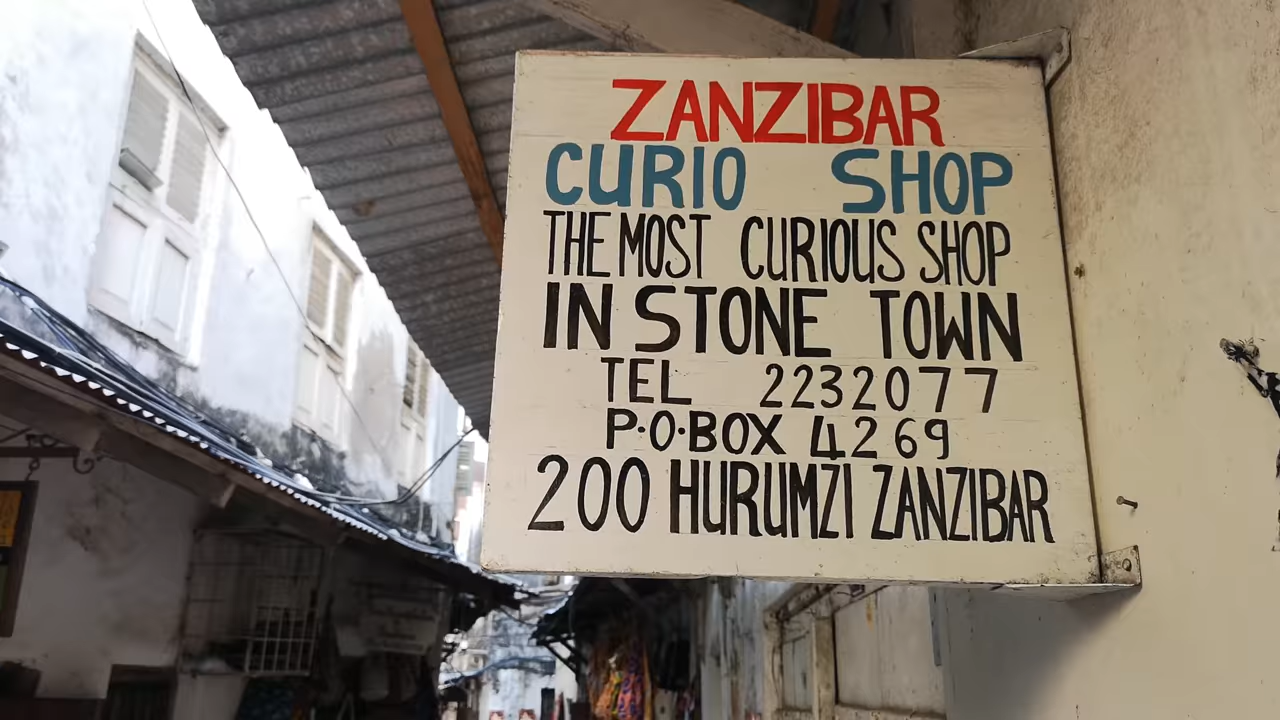 ZANZIBAR
CURIO SHOP
THE MOST CURIOUS SHOP
IN STONE TOWN
TEL 2232077
P·O·BOX 4269
200 HURUMZI ZANZIBAR